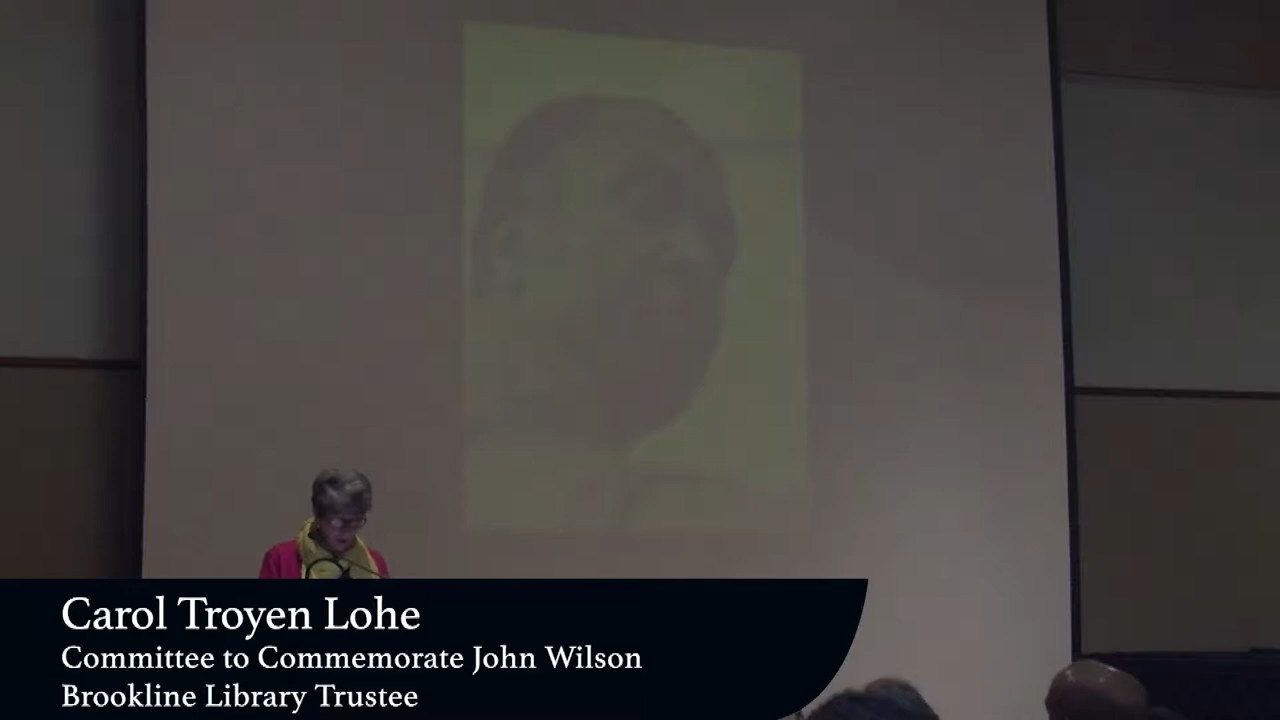 Carol Troyen Lohe
Committee to Commemorate John Wilson
Brookline Library Trustee